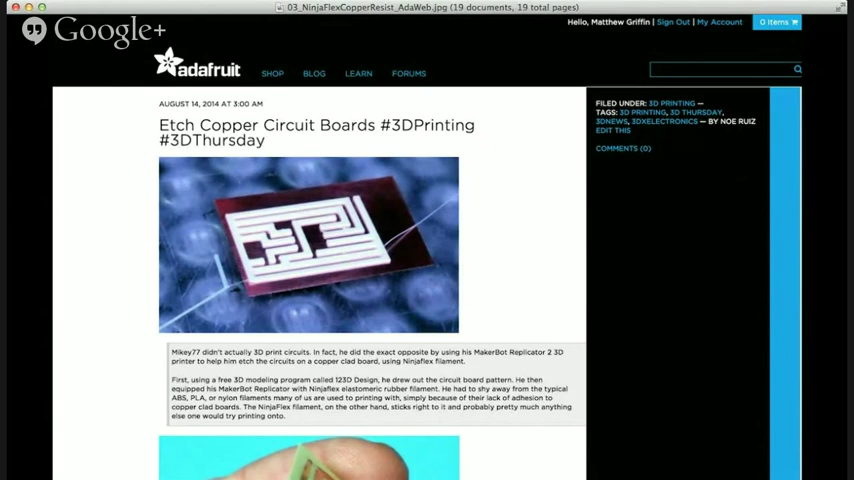 03_NinjaFlexCopperResist_AdaWeb.jpg (19 documents, 19 total pages)
Google+
Hello, Matthew Griffin | Sign Out | My Account
0 Items
adafruit
SHOP
BLOG
LEARN
FORUMS
AUGUST 14, 2014 AT 3:00 AM
Etch Copper Circuit Boards #3DPrinting
#3DThursday
FILED UNDER: 3D PRINTING —
TAGS: 3D PRINTING, 3D THURSDAY,
3DNEWS, 3DXELECTRONICS — BY NOE RUIZ
EDIT THIS
COMMENTS (0)
Mikey77 didn't actually 3D print circuits. In fact, he did the exact opposite by using his MakerBot Replicator 2 3D
printer to help him etch the circuits on a copper clad board, using Ninjaflex filament.
First, using a free 3D modeling program called 123D Design, he drew out the circuit board pattern. He then
equipped his MakerBot Replicator with Ninjaflex elastomeric rubber filament. He had to shy away from the typical
ABS, PLA, or nylon filaments many of us are used to printing with, simply because of their lack of adhesion to
copper clad boards. The NinjaFlex filament, on the other hand, sticks right to it and probably pretty much anything
else one would try printing onto.